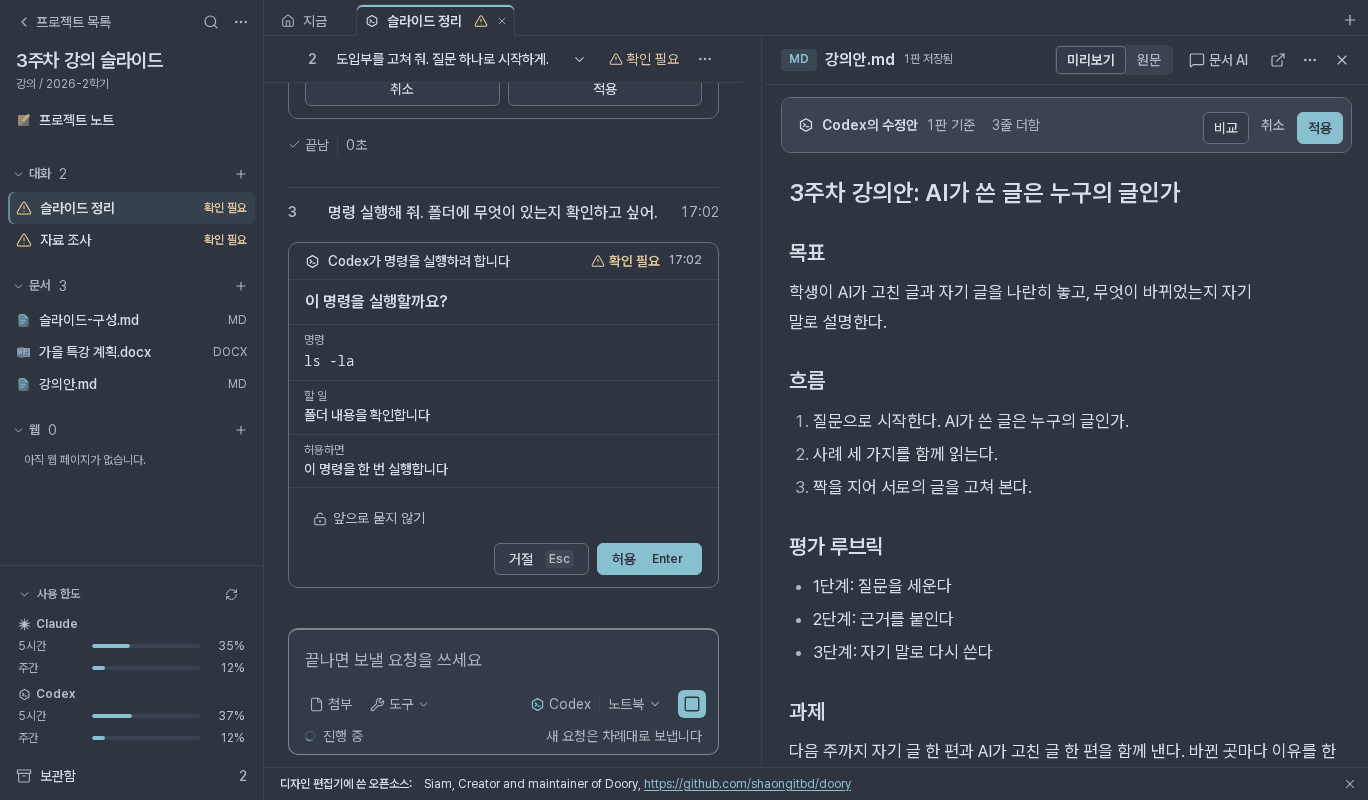 프로젝트 목록
3주차 강의 슬라이드
강의 / 2026-2학기
프로젝트 노트
대화 2
슬라이드 정리 확인 필요
자료 조사 확인 필요
문서 3
슬라이드-구성.md MD
가을 특강 계획.docx DOCX
강의안.md MD
웹 0
아직 웹 페이지가 없습니다.
사용 한도
Claude
5시간 35%
주간 12%
Codex
5시간 37%
주간 12%
보관함 2
지금
슬라이드 정리
2 도입부를 고쳐 줘. 질문 하나로 시작하게. 확인 필요
취소 적용
끝남 0초
3 명령 실행해 줘. 폴더에 무엇이 있는지 확인하고 싶어. 17:02
Codex가 명령을 실행하려 합니다 확인 필요 17:02
이 명령을 실행할까요?
명령
ls -la
할 일
폴더 내용을 확인합니다
허용하면
이 명령을 한 번 실행합니다
앞으로 묻지 않기
거절 Esc 허용 Enter
끝나면 보낼 요청을 쓰세요
첨부 도구 Codex 노트북
진행 중 새 요청은 차례대로 보냅니다
MD 강의안.md 1판 저장됨 미리보기 원문 문서 AI
Codex의 수정안 1판 기준 3줄 더함 비교 취소 적용
3주차 강의안: AI가 쓴 글은 누구의 글인가
목표
학생이 AI가 고친 글과 자기 글을 나란히 놓고, 무엇이 바뀌었는지 자기
말로 설명한다.
흐름
1. 질문으로 시작한다. AI가 쓴 글은 누구의 글인가.
2. 사례 세 가지를 함께 읽는다.
3. 짝을 지어 서로의 글을 고쳐 본다.
평가 루브릭
• 1단계: 질문을 세운다
• 2단계: 근거를 붙인다
• 3단계: 자기 말로 다시 쓴다
과제
다음 주까지 자기 글 한 편과 AI가 고친 글 한 편을 함께 낸다. 바뀐 곳마다 이유를 한
디자인 편집기에 쓴 오픈소스: Siam, Creator and maintainer of Doory, https://github.com/shaongitbd/doory